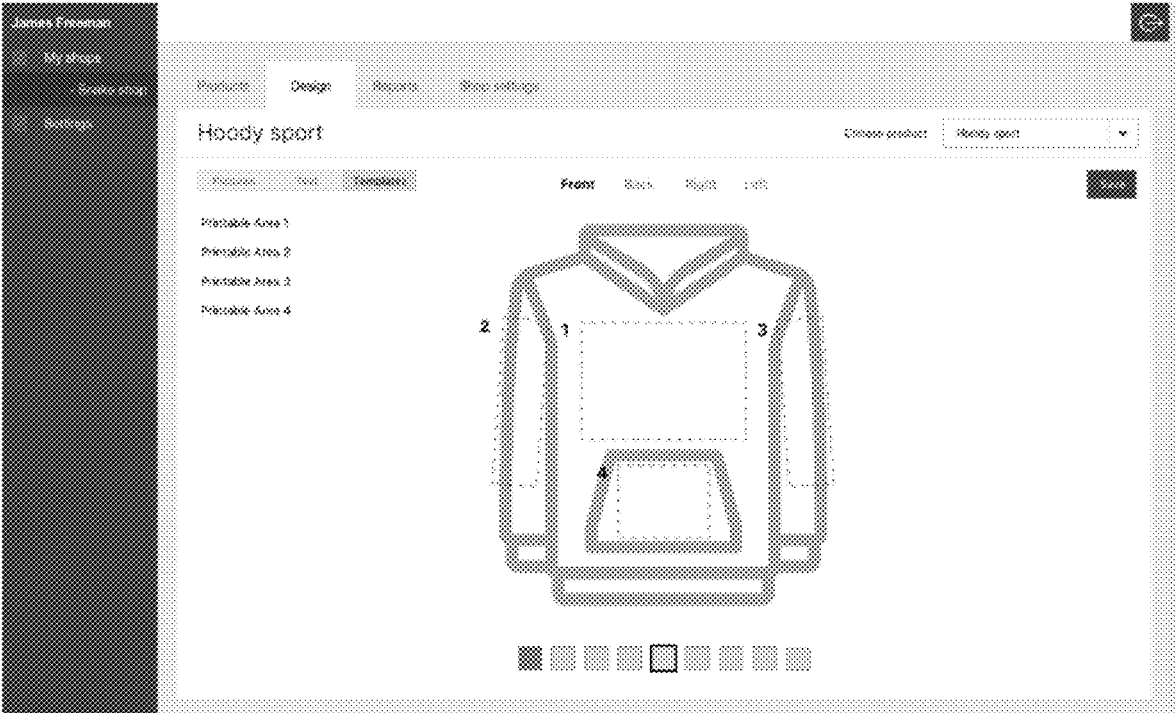 James Freeman
My shops
Settings
Products Design Reports Shop settings
Hoody sport
Choose product Hoody sport
Text Templates
Front Back Right Left
Save
Printable Area 1
Printable Area 2
Printable Area 3
Printable Area 4
2 1 3
4